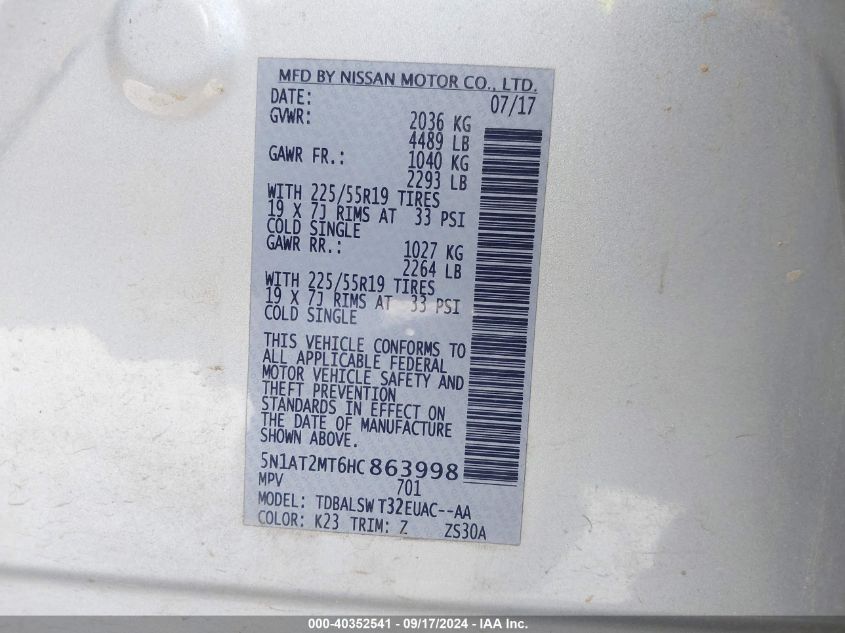 MFD BY NISSAN MOTOR CO., LTD.
DATE: 07/17
GVWR: 2036 KG
4489 LB
GAWR FR.: 1040 KG
2293 LB
WITH 225/55R19 TIRES
19 X 7J RIMS AT 33 PSI
COLD SINGLE
GAWR RR.: 1027 KG
2264 LB
WITH 225/55R19 TIRES
19 X 7J RIMS AT 33 PSI
COLD SINGLE
THIS VEHICLE CONFORMS TO
ALL APPLICABLE FEDERAL
MOTOR VEHICLE SAFETY AND
THEFT PREVENTION
STANDARDS IN EFFECT ON
THE DATE OF MANUFACTURE
SHOWN ABOVE.
5N1AT2MT6HC863998
MPV 701
MODEL: TDBALSW T32EUAC--AA
COLOR: K23 TRIM: Z ZS30A
000-40352541 - 09/17/2024 - IAA Inc.